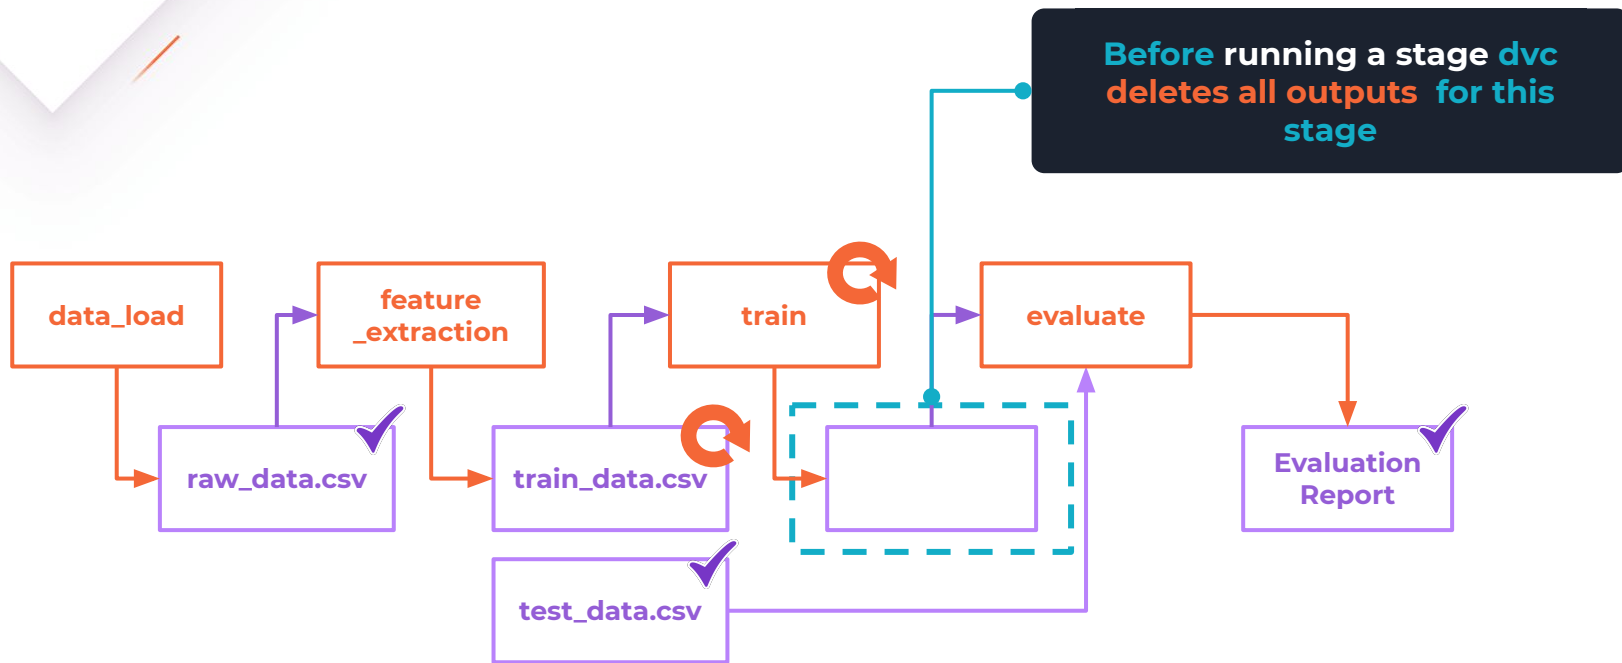 Before running a stage dvc
deletes all outputs for this
stage
data_load
feature
_extraction
train
evaluate
raw_data.csv
train_data.csv
Evaluation
Report
test_data.csv